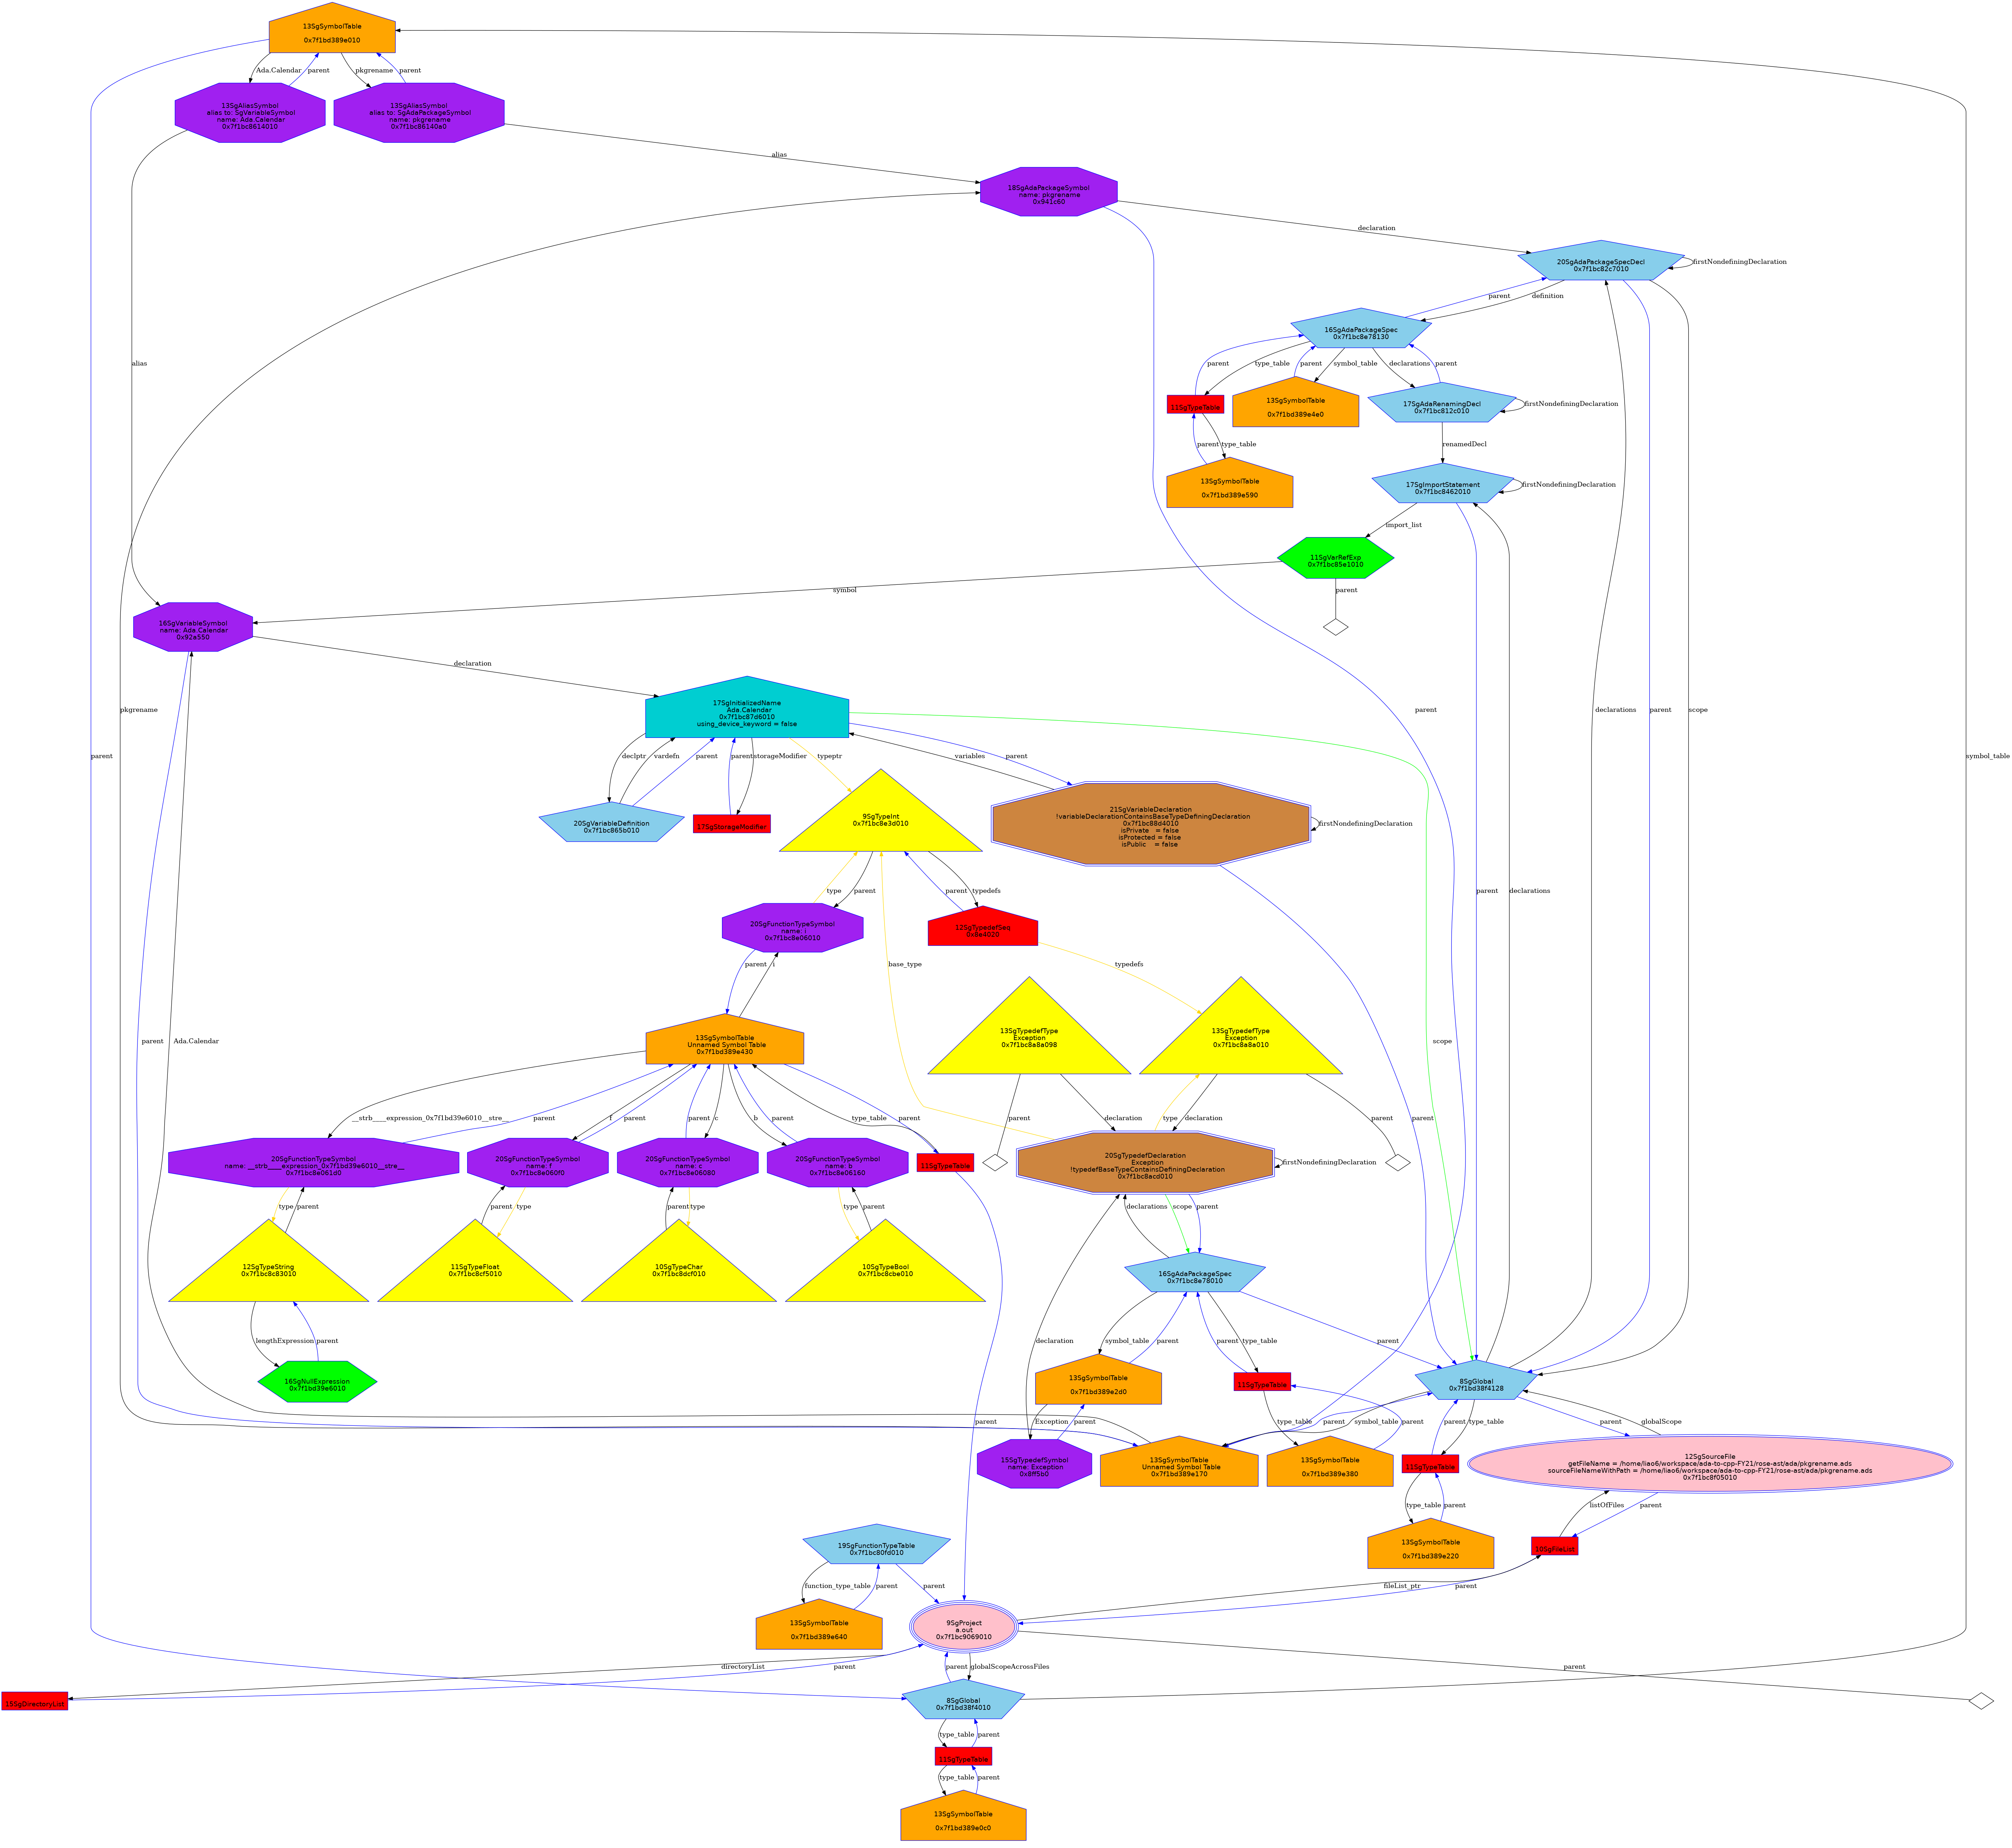 13SgSymbolTable
0x7f1bd389e010
Ada.Calendar
parent
pkgrename
parent
13SgAliasSymbol
alias to: SgVariableSymbol
name: Ada.Calendar
0x7f1bc8614010
13SgAliasSymbol
alias to: SgAdaPackageSymbol
name: pkgrename
0x7f1bc86140a0
alias
18SgAdaPackageSymbol
name: pkgrename
0x941c60
declaration
20SgAdaPackageSpecDecl
0x7f1bc82c7010
firstNondefiningDeclaration
parent
definition
16SgAdaPackageSpec
0x7f1bc8e78130
parent
type_table
parent
symbol_table
declarations
parent
alias
11SgTypeTable
13SgSymbolTable
0x7f1bd389e4e0
17SgAdaRenamingDecl
0x7f1bc812c010
firstNondefiningDeclaration
parent
type_table
renamedDecl
13SgSymbolTable
0x7f1bd389e590
17SgImportStatement
0x7f1bc8462010
firstNondefiningDeclaration
import_list
11SgVarRefExp
0x7f1bc85e1010
symbol
parent
16SgVariableSymbol
name: Ada.Calendar
0x92a550
declaration
17SgInitializedName
Ada.Calendar
0x7f1bc87d6010
using_device_keyword = false
pkgrename
parent
declarations
parent
scope
parent
declptr
vardefn
parent
parent
storageModifier
typeptr
variables
parent
symbol_table
20SgVariableDefinition
0x7f1bc865b010
17SgStorageModifier
9SgTypeInt
0x7f1bc8e3d010
21SgVariableDeclaration
!variableDeclarationContainsBaseTypeDefiningDeclaration
0x7f1bc88d4010
isPrivate   = false
isProtected = false
isPublic    = false
firstNondefiningDeclaration
type
parent
parent
typedefs
parent
declarations
20SgFunctionTypeSymbol
name: i
0x7f1bc8e06010
parent
i
base_type
typedefs
13SgSymbolTable
Unnamed Symbol Table
0x7f1bd389e430
13SgTypedefType
Exception
0x7f1bc8a8a098
13SgTypedefType
Exception
0x7f1bc8a8a010
parent
Ada.Calendar
scope
__strb____expression_0x7f1bd39e6010__stre__
parent
f
parent
parent
c
b
parent
type_table
parent
parent
declaration
type
declaration
parent
parent
20SgFunctionTypeSymbol
name: __strb____expression_0x7f1bd39e6010__stre__
0x7f1bc8e061d0
20SgFunctionTypeSymbol
name: f
0x7f1bc8e060f0
20SgFunctionTypeSymbol
name: c
0x7f1bc8e06080
20SgFunctionTypeSymbol
name: b
0x7f1bc8e06160
11SgTypeTable
20SgTypedefDeclaration
Exception
!typedefBaseTypeContainsDefiningDeclaration
0x7f1bc8acd010
firstNondefiningDeclaration
type
parent
parent
type
parent
type
type
parent
declarations
scope
parent
12SgTypeString
0x7f1bc8c83010
11SgTypeFloat
0x7f1bc8cf5010
10SgTypeChar
0x7f1bc8dcf010
10SgTypeBool
0x7f1bc8cbe010
16SgAdaPackageSpec
0x7f1bc8e78010
lengthExpression
parent
declaration
symbol_table
parent
parent
type_table
parent
16SgNullExpression
0x7f1bd39e6010
13SgSymbolTable
0x7f1bd389e2d0
11SgTypeTable
8SgGlobal
0x7f1bd38f4128
parent
Exception
parent
type_table
parent
parent
symbol_table
parent
type_table
parent
globalScope
15SgTypedefSymbol
name: Exception
0x8ff5b0
13SgSymbolTable
Unnamed Symbol Table
0x7f1bd389e170
13SgSymbolTable
0x7f1bd389e380
11SgTypeTable
12SgSourceFile
getFileName = /home/liao6/workspace/ada-to-cpp-FY21/rose-ast/ada/pkgrename.ads
sourceFileNameWithPath = /home/liao6/workspace/ada-to-cpp-FY21/rose-ast/ada/pkgrename.ads
0x7f1bc8f05010
type_table
parent
listOfFiles
parent
19SgFunctionTypeTable
0x7f1bc80fd010
13SgSymbolTable
0x7f1bd389e220
10SgFileList
function_type_table
parent
parent
fileList_ptr
parent
13SgSymbolTable
0x7f1bd389e640
9SgProject
a.out
0x7f1bc9069010
directoryList
parent
parent
globalScopeAcrossFiles
parent
15SgDirectoryList
8SgGlobal
0x7f1bd38f4010
type_table
parent
11SgTypeTable
type_table
parent
13SgSymbolTable
0x7f1bd389e0c0